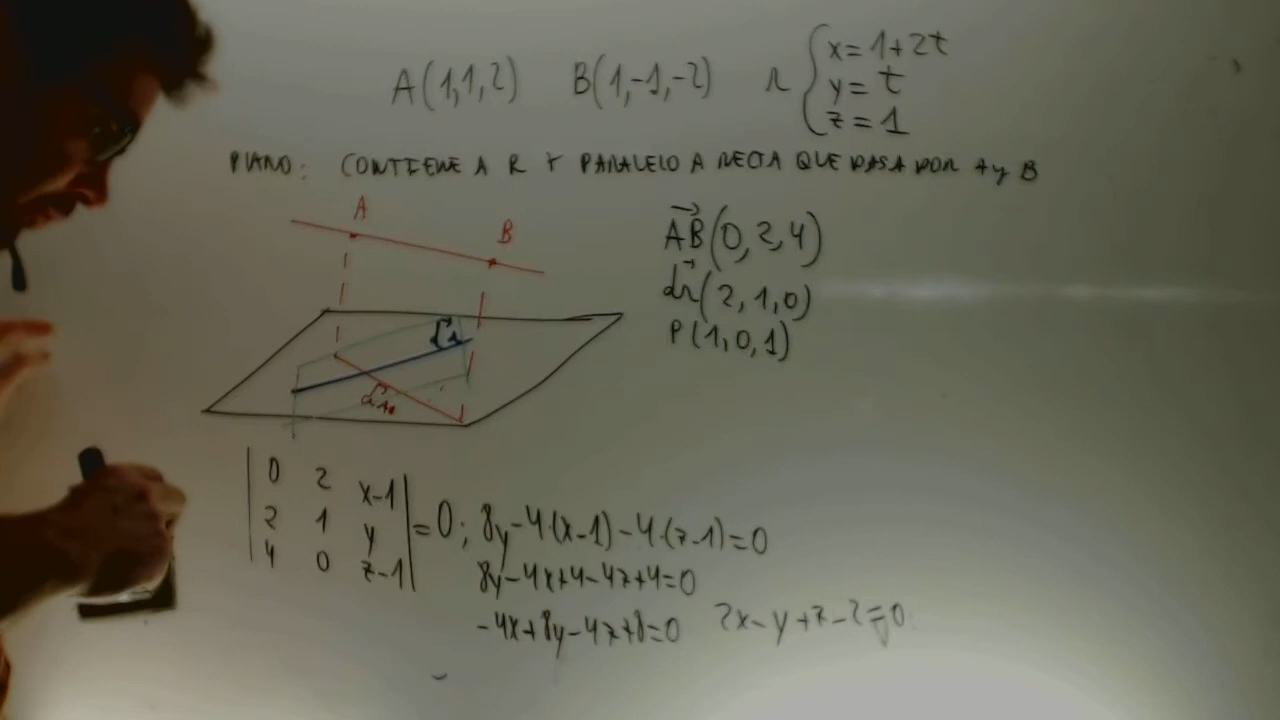 A(1,1,2) B(1,-1,-2) r { x=1+2t
y=t
z=1
PLANO: CONTIENE A R Y PARALELO A RECTA QUE PASA POR A y B
A
B
AB(0,2,4)
dr(2,1,0)
P(1,0,1)
| 0 2 x-1 |
| 2 1 y | =0; 8y-4·(x-1)-4·(z-1)=0
| 4 0 z-1 |
8y-4x+4-4z+4=0
-4x+8y-4z+8=0 2x-y+z-2=0